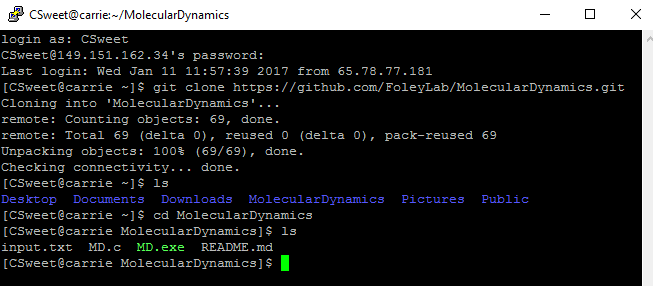 CSweet@carrie:~/MolecularDynamics
login as: CSweet
CSweet@149.151.162.34's password:
Last login: Wed Jan 11 11:57:39 2017 from 65.78.77.181
[CSweet@carrie ~]$ git clone https://github.com/FoleyLab/MolecularDynamics.git
Cloning into 'MolecularDynamics'...
remote: Counting objects: 69, done.
remote: Total 69 (delta 0), reused 0 (delta 0), pack-reused 69
Unpacking objects: 100% (69/69), done.
Checking connectivity... done.
[CSweet@carrie ~]$ ls
Desktop  Documents  Downloads  MolecularDynamics  Pictures  Public
[CSweet@carrie ~]$ cd MolecularDynamics
[CSweet@carrie MolecularDynamics]$ ls
input.txt  MD.c  MD.exe  README.md
[CSweet@carrie MolecularDynamics]$